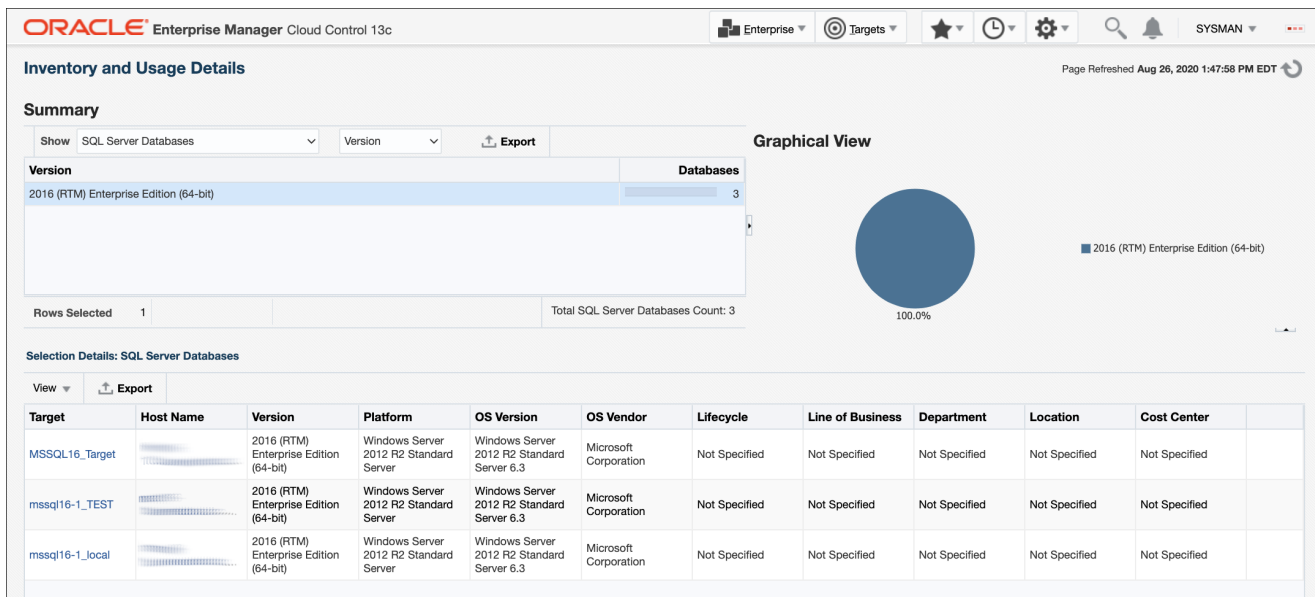 ORACLE Enterprise Manager Cloud Control 13c
Enterprise Targets SYSMAN
Inventory and Usage Details
Page Refreshed Aug 26, 2020 1:47:58 PM EDT
Summary
Show SQL Server Databases Version Export
Graphical View
Version Databases
2016 (RTM) Enterprise Edition (64-bit) 3
2016 (RTM) Enterprise Edition (64-bit)
100.0%
Rows Selected 1 Total SQL Server Databases Count: 3
Selection Details: SQL Server Databases
View Export
Target Host Name Version Platform OS Version OS Vendor Lifecycle Line of Business Department Location Cost Center
MSSQL16_Target 2016 (RTM) Enterprise Edition (64-bit) Windows Server 2012 R2 Standard Server Windows Server 2012 R2 Standard Server 6.3 Microsoft Corporation Not Specified Not Specified Not Specified Not Specified Not Specified
mssql16-1_TEST 2016 (RTM) Enterprise Edition (64-bit) Windows Server 2012 R2 Standard Server Windows Server 2012 R2 Standard Server 6.3 Microsoft Corporation Not Specified Not Specified Not Specified Not Specified Not Specified
mssql16-1_local 2016 (RTM) Enterprise Edition (64-bit) Windows Server 2012 R2 Standard Server Windows Server 2012 R2 Standard Server 6.3 Microsoft Corporation Not Specified Not Specified Not Specified Not Specified Not Specified